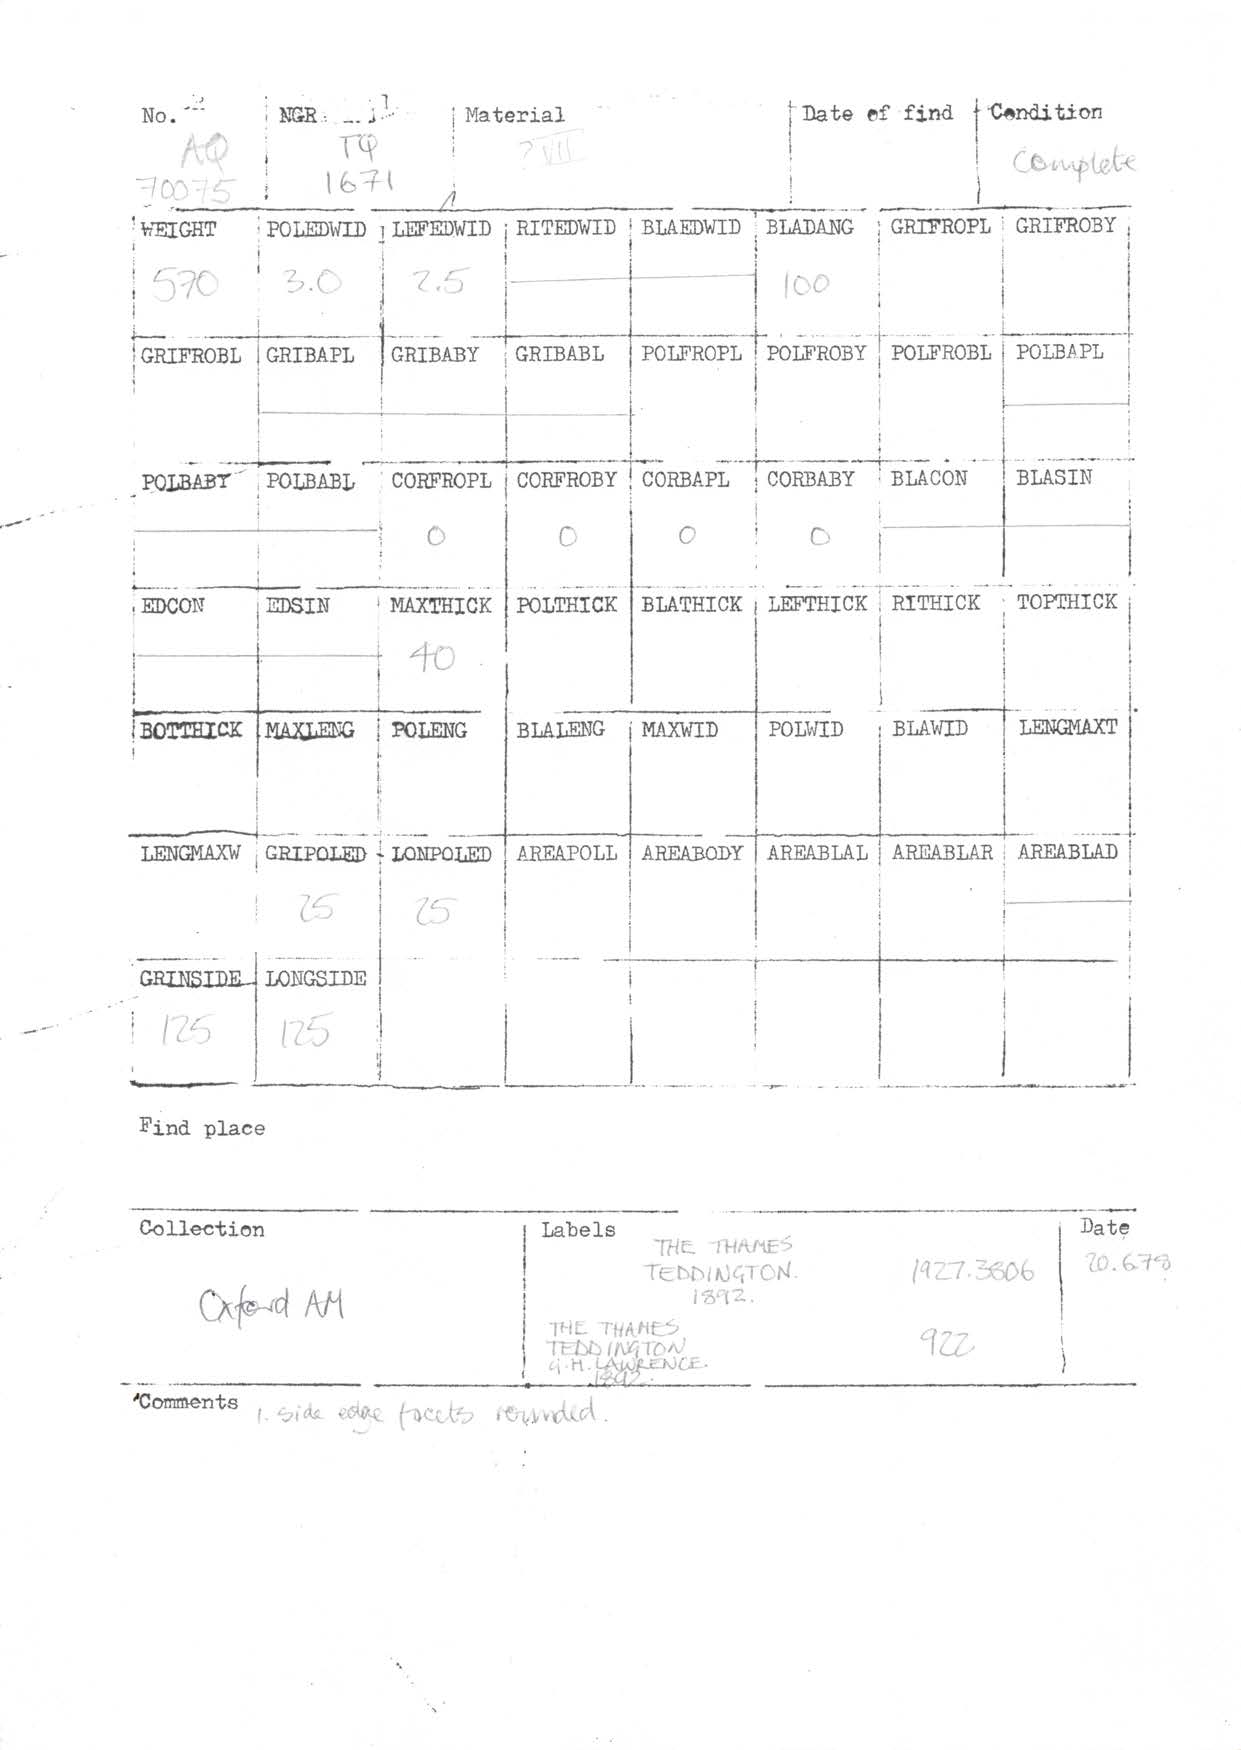 No. NGR Material Date of find Condition
AQ 70075 TQ 1671 ? VII Complete
WEIGHT POLEDWID LEFEDWID RITEDWID BLAEDWID BLADANG GRIFROPL GRIFROBY
570 3.0 2.5 100
GRIFROBL GRIBAPL GRIBABY GRIBABL POLFROPL POLFROBY POLFROBL POLBAPL
POLBABY POLBABL CORFROPL CORFROBY CORBAPL CORBABY BLACON BLASIN
0 0 0 0
EDCON EDSIN MAXTHICK POLTHICK BLATHICK LEFTHICK RITHICK TOPTHICK
40
BOTTHICK MAXLENG POLENG BLALENG MAXWID POLWID BLAWID LENGMAXT
LENGMAXW GRIPOLED LONPOLED AREAPOLL AREABODY AREABLAL AREABLAR AREABLAD
25 25
GRINSIDE LONGSIDE
125 125
Find place
Collection Labels Date
Oxford AM
THE THAMES
TEDDINGTON. 1927.3806 20.6.78
1892.
THE THAMES
TEDDINGTON 922
G.H. LAWRENCE.
1892.
Comments 1. side edge facets rounded.